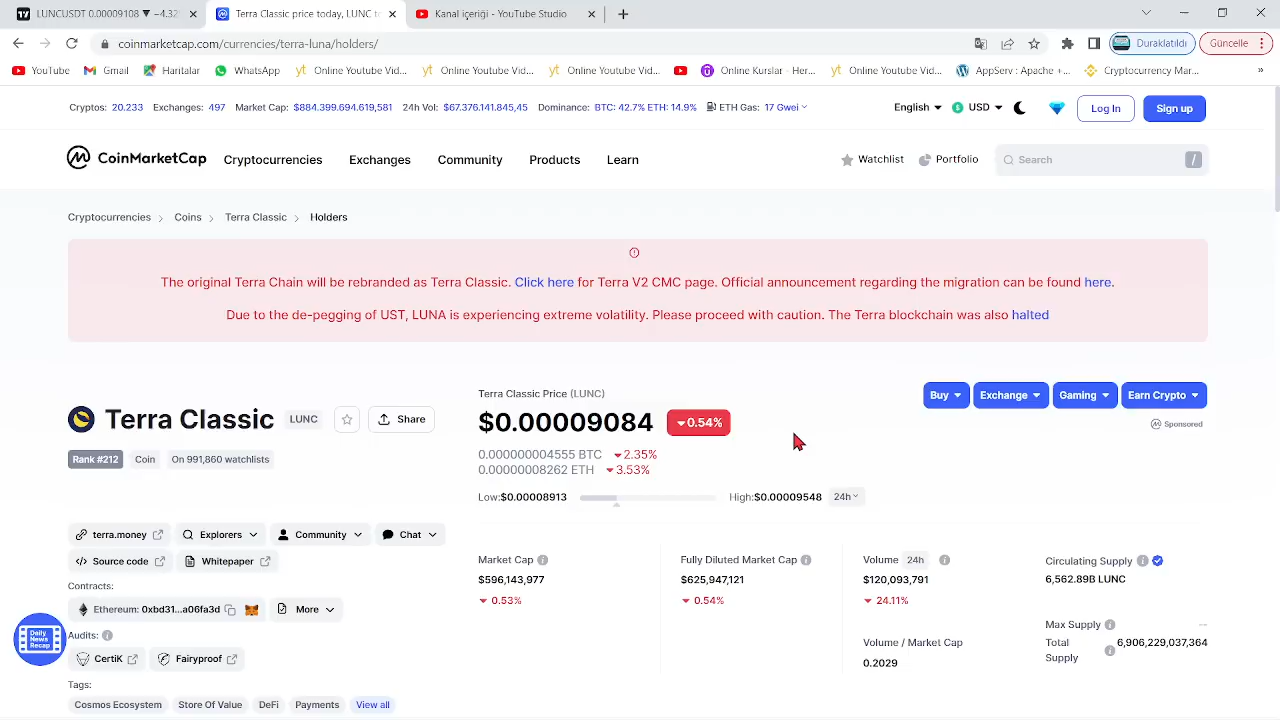 LUNCUSDT 0.00009108 ▼ −4.32%
Terra Classic price today, LUNC to
Kanal içeriği - YouTube Studio
coinmarketcap.com/currencies/terra-luna/holders/
Duraklatıldı
Güncelle
YouTube
Gmail
Haritalar
WhatsApp
Online Youtube Vid...
Online Youtube Vid...
Online Youtube Vid...
Online Kurslar - Her...
Online Youtube Vid...
AppServ : Apache +...
Cryptocurrency Mar...
»
Cryptos: 20.233 Exchanges: 497 Market Cap: $884.399.694.619,581 24h Vol: $67.376.141.845,45 Dominance: BTC: 42.7% ETH: 14.9% ETH Gas: 17 Gwei
English USD Log In Sign up
CoinMarketCap Cryptocurrencies Exchanges Community Products Learn
Watchlist Portfolio Search /
Cryptocurrencies Coins Terra Classic Holders
The original Terra Chain will be rebranded as Terra Classic. Click here for Terra V2 CMC page. Official announcement regarding the migration can be found here.
Due to the de-pegging of UST, LUNA is experiencing extreme volatility. Please proceed with caution. The Terra blockchain was also halted
Terra Classic LUNC Share
Rank #212 Coin On 991,860 watchlists
Terra Classic Price (LUNC)
$0.00009084 0.54%
0.000000004555 BTC 2.35%
0.00000008262 ETH 3.53%
Low:$0.00008913 High:$0.00009548 24h
Buy Exchange Gaming Earn Crypto
Sponsored
terra.money Explorers Community Chat
Source code Whitepaper
Contracts:
Ethereum: 0xbd31...a06fa3d More
Audits:
CertiK Fairyproof
Tags:
Cosmos Ecosystem Store Of Value DeFi Payments View all
Daily
News
Recap
Market Cap
$596,143,977
0.53%
Fully Diluted Market Cap
$625,947,121
0.54%
Volume 24h
$120,093,791
24.11%
Volume / Market Cap
0.2029
Circulating Supply
6,562.89B LUNC
Max Supply --
Total Supply 6,906,229,037,364